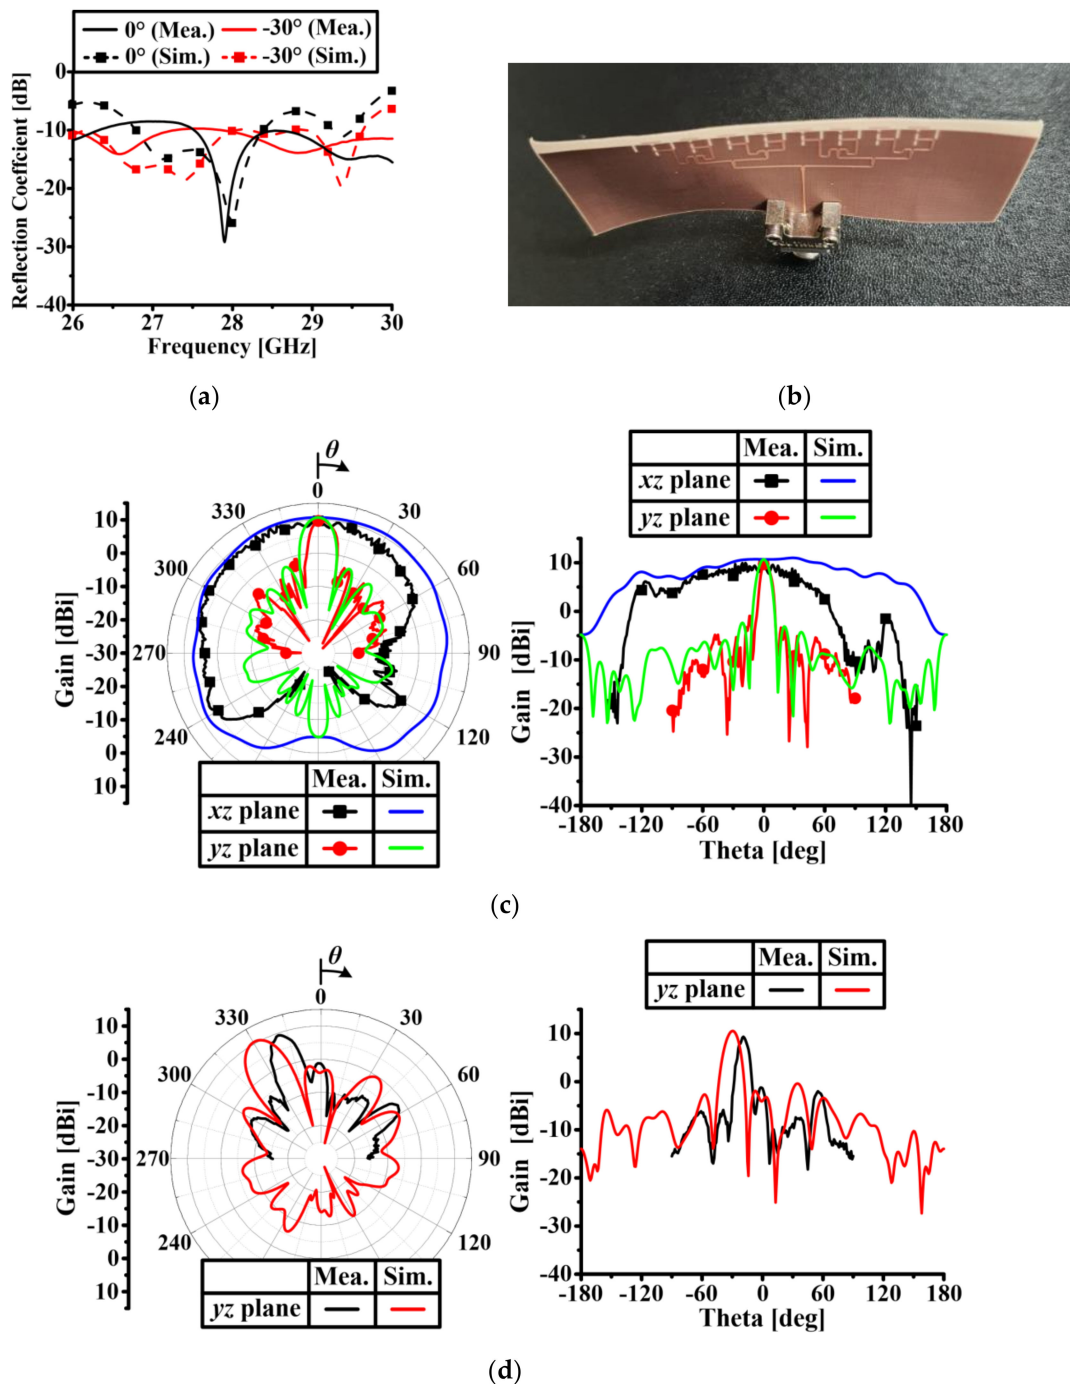 0° (Mea.) -30° (Mea.)
0° (Sim.) -30° (Sim.)
Reflection Coeffcient [dB]
0
-10
-20
-30
-40
26 27 28 29 30
Frequency [GHz]
(a)
(b)
θ
0
330 30
300 60
270 90
240 120
Gain [dBi]
10
0
-10
-20
-30
-20
-10
0
10
Mea. Sim.
xz plane
yz plane
Mea. Sim.
xz plane
yz plane
Gain [dBi]
10
0
-10
-20
-30
-40
-180 -120 -60 0 60 120 180
Theta [deg]
(c)
θ
0
330 30
300 60
270 90
240 120
Gain [dBi]
10
0
-10
-20
-30
-20
-10
0
10
Mea. Sim.
yz plane
Mea. Sim.
yz plane
Gain [dBi]
10
0
-10
-20
-30
-40
-180 -120 -60 0 60 120 180
Theta [deg]
(d)